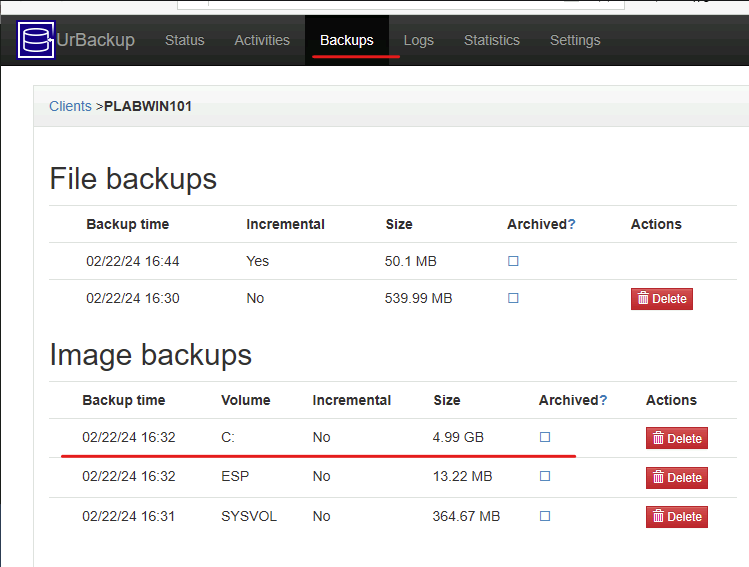 UrBackup Status Activities Backups Logs Statistics Settings
Clients >PLABWIN101
File backups
Backup time Incremental Size Archived? Actions
02/22/24 16:44 Yes 50.1 MB
02/22/24 16:30 No 539.99 MB Delete
Image backups
Backup time Volume Incremental Size Archived? Actions
02/22/24 16:32 C: No 4.99 GB Delete
02/22/24 16:32 ESP No 13.22 MB Delete
02/22/24 16:31 SYSVOL No 364.67 MB Delete